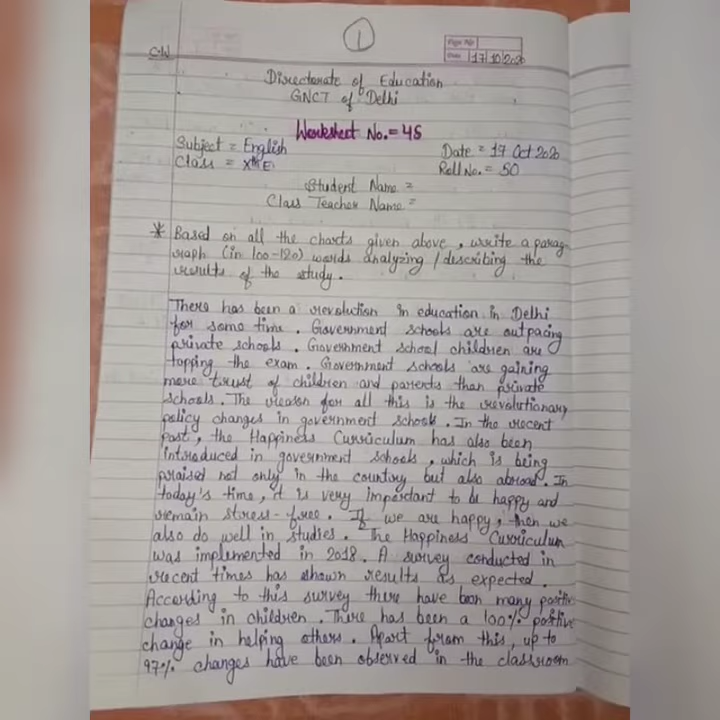 1
C.W
Page No.
Date 17/10/2020
Directorate of Education
GNCT of Delhi
Worksheet No. = 45
Subject = English
Date = 17 Oct 2020
Class = Xth E
Roll No. = 50
Student Name =
Class Teacher Name =
* Based on all the charts given above, write a parag
raph (in 100-120) words analyzing / describing the
results of the study.
There has been a revolution in education in Delhi
for some time. Government schools are outpacing
private schools. Government school children are
topping the exam. Government schools are gaining
more trust of children and parents than private
schools. The reason for all this is the revolutionary
policy changes in government schools. In the recent
past, the Happiness Curriculum has also been
introduced in government schools, which is being
praised not only in the country but also abroad. In
today's time, it is very important to be happy and
remain stress-free. If we are happy, then we
also do well in studies. The Happiness Curriculum
was implemented in 2018. A survey conducted in
recent times has shown results as expected.
According to this survey there have been many positive
changes in children. There has been a 100% positive
change in helping others. Apart from this, up to
97% changes have been observed in the classroom